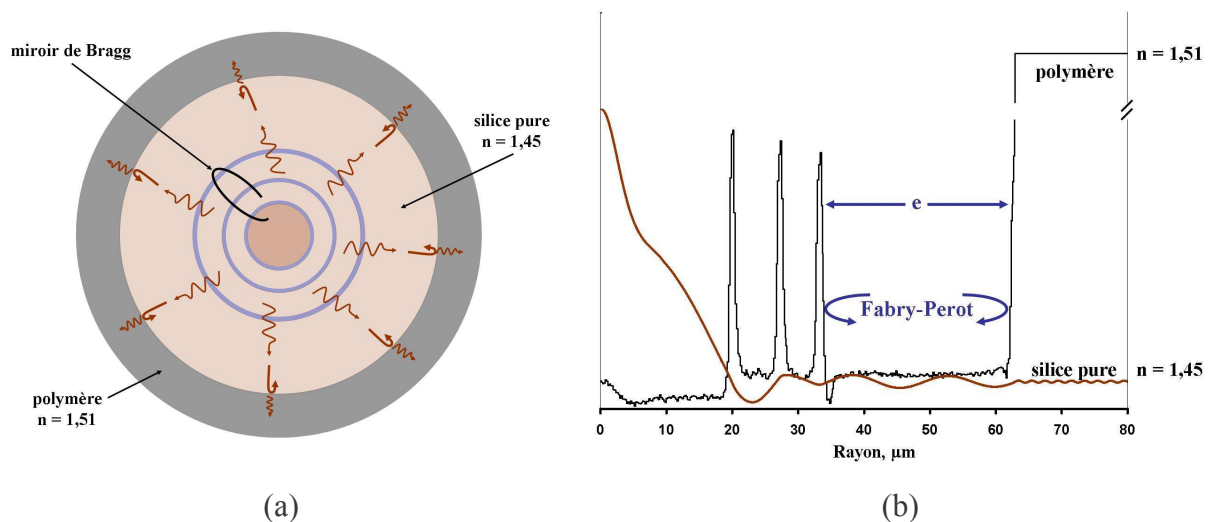 miroir de Bragg
silice pure
n = 1,45
polymère
n = 1,51
(a)
n = 1,51
polymère
e
Fabry-Perot
n = 1,45
silice pure
0
10
20
30
40
50
60
70
80
Rayon, µm
(b)